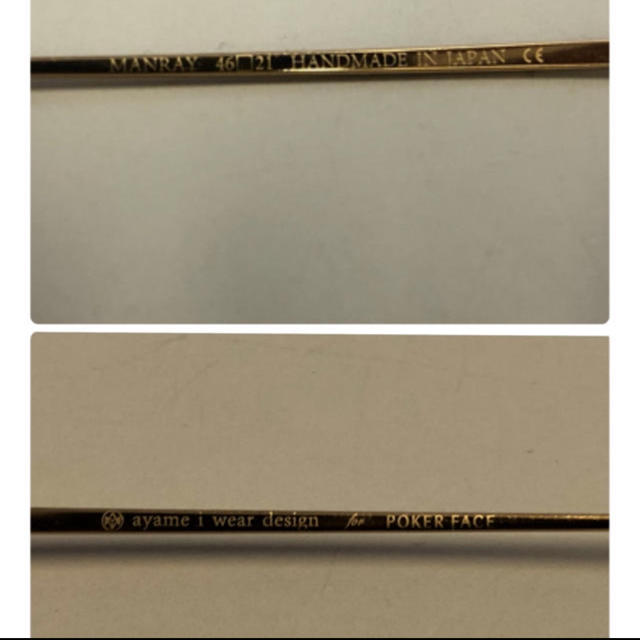 MANRAY 46□21 HANDMADE IN JAPAN CE
ayame i wear design for POKER FACE